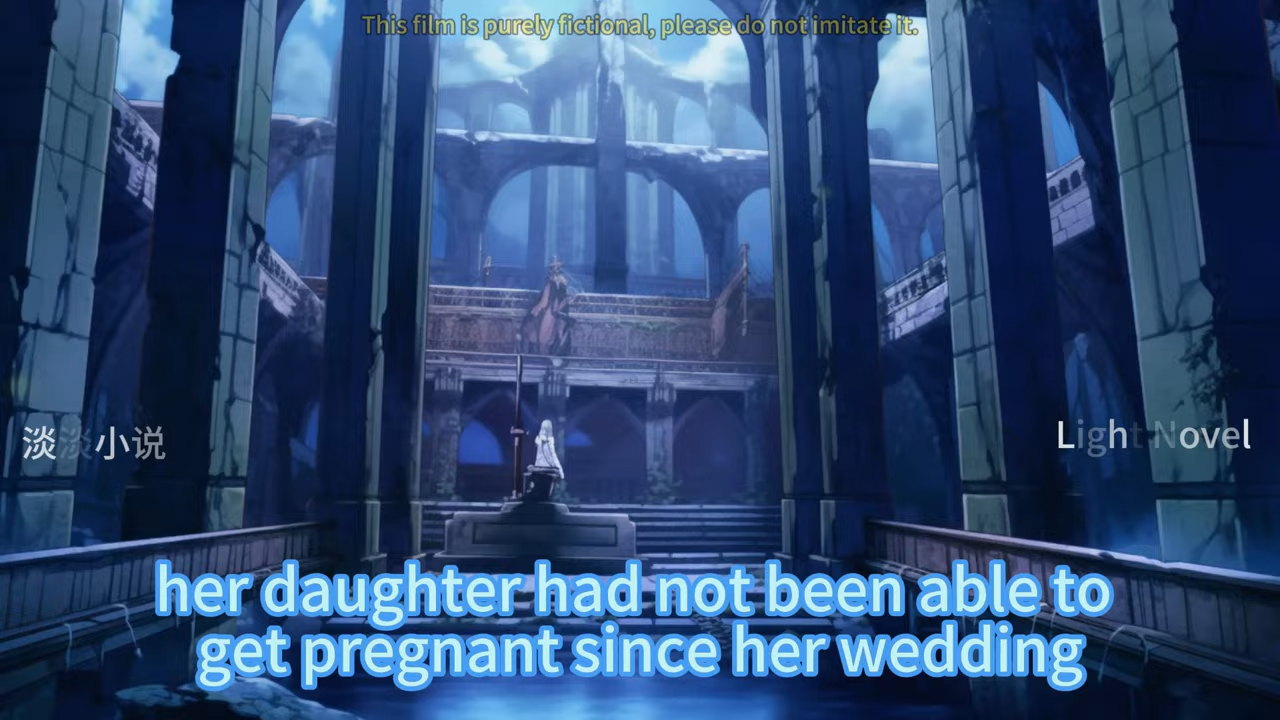 This film is purely fictional, please do not imitate it.
淡淡小说
Light Novel
her daughter had not been able to
get pregnant since her wedding